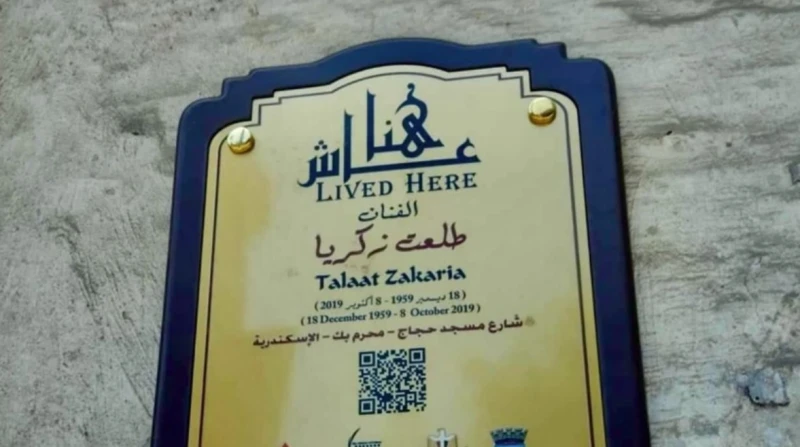 عاش هنا
LIVED HERE
الفنان
طلعت زكريا
Talaat Zakaria
(18 ديسمبر 1959 - 8 أكتوبر 2019)
(18 December 1959 - 8 October 2019)
شارع مسجد حجاج - محرم بك - الإسكندرية